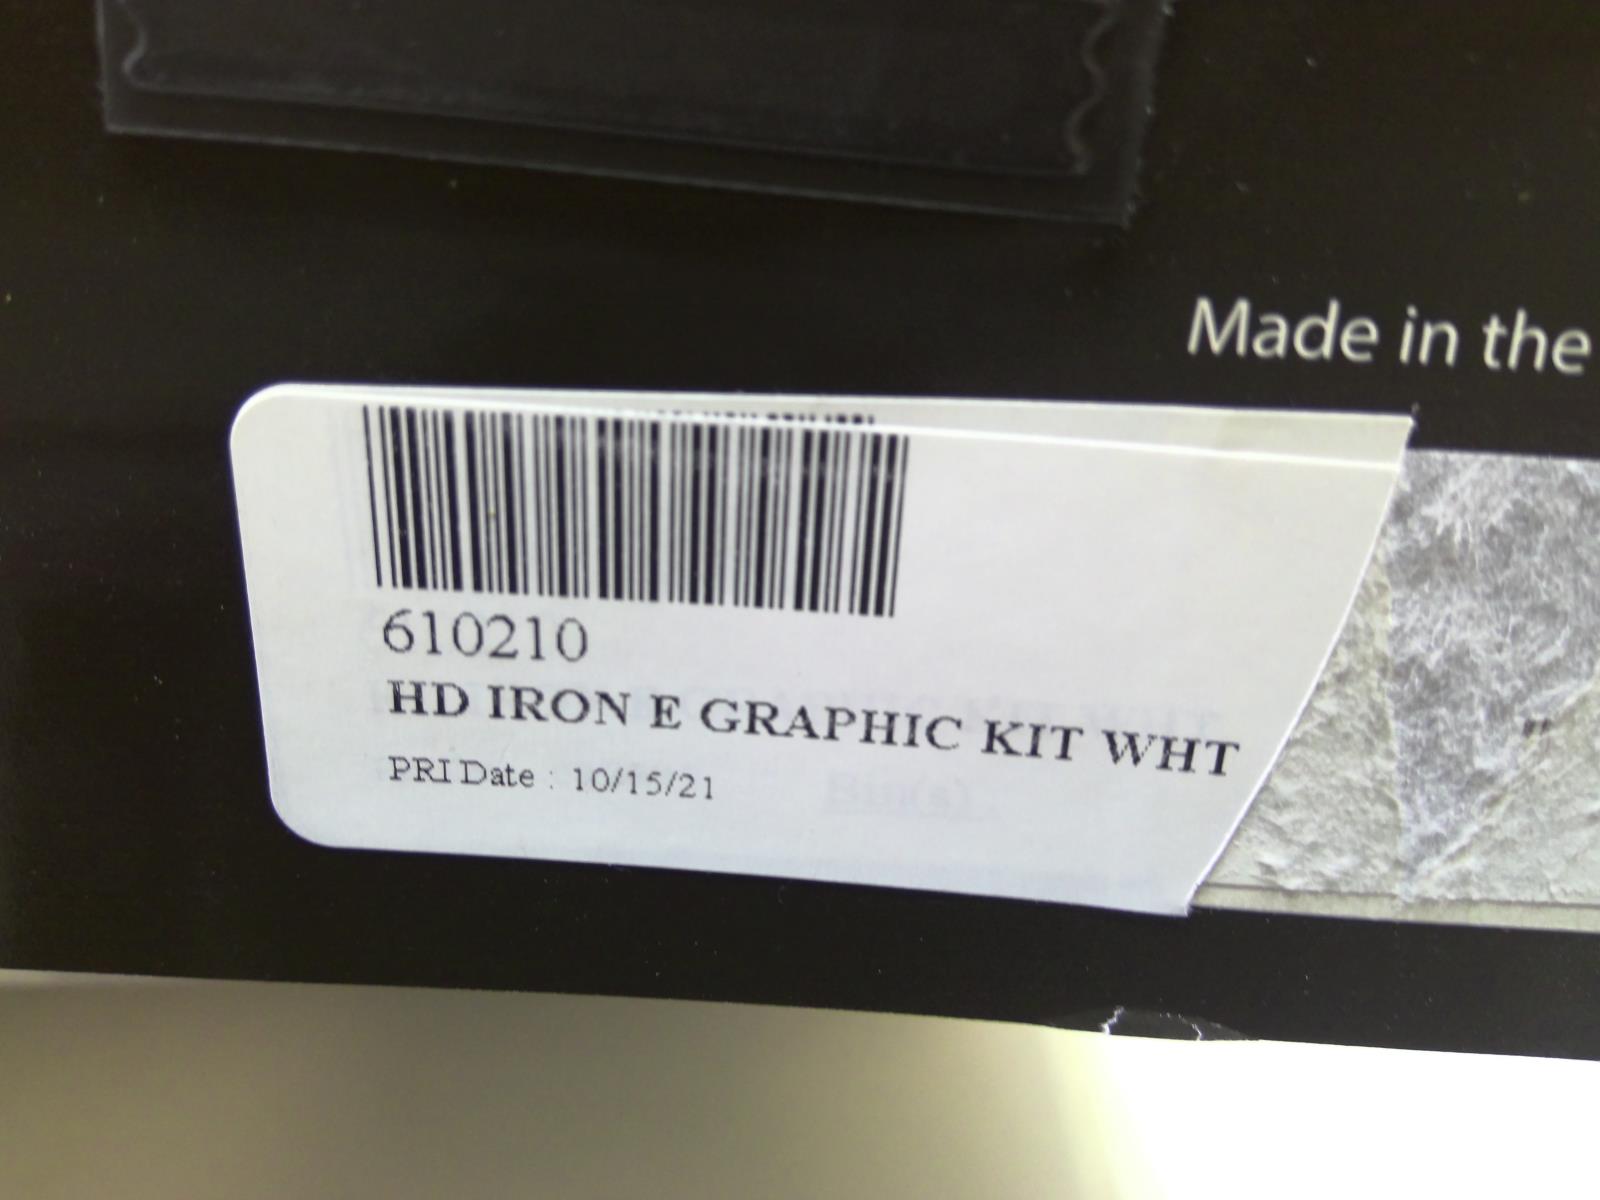 Made in the
610210
HD IRON E GRAPHIC KIT WHT
PRI Date : 10/15/21